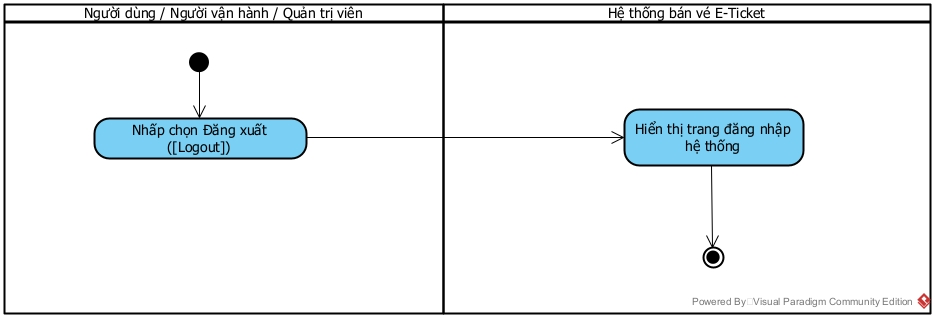 Người dùng / Người vận hành / Quản trị viên
Hệ thống bán vé E-Ticket
Nhấp chọn Đăng xuất
([Logout])
Hiển thị trang đăng nhập
hệ thống
Powered By Visual Paradigm Community Edition